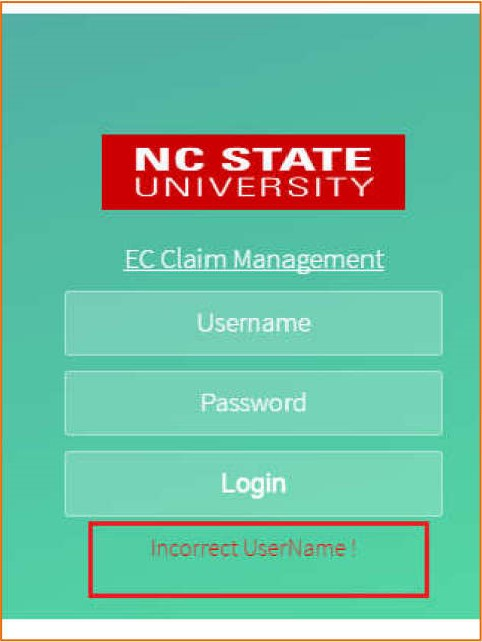 NC STATE
UNIVERSITY
EC Claim Management
Username
Password
Login
Incorrect UserName !